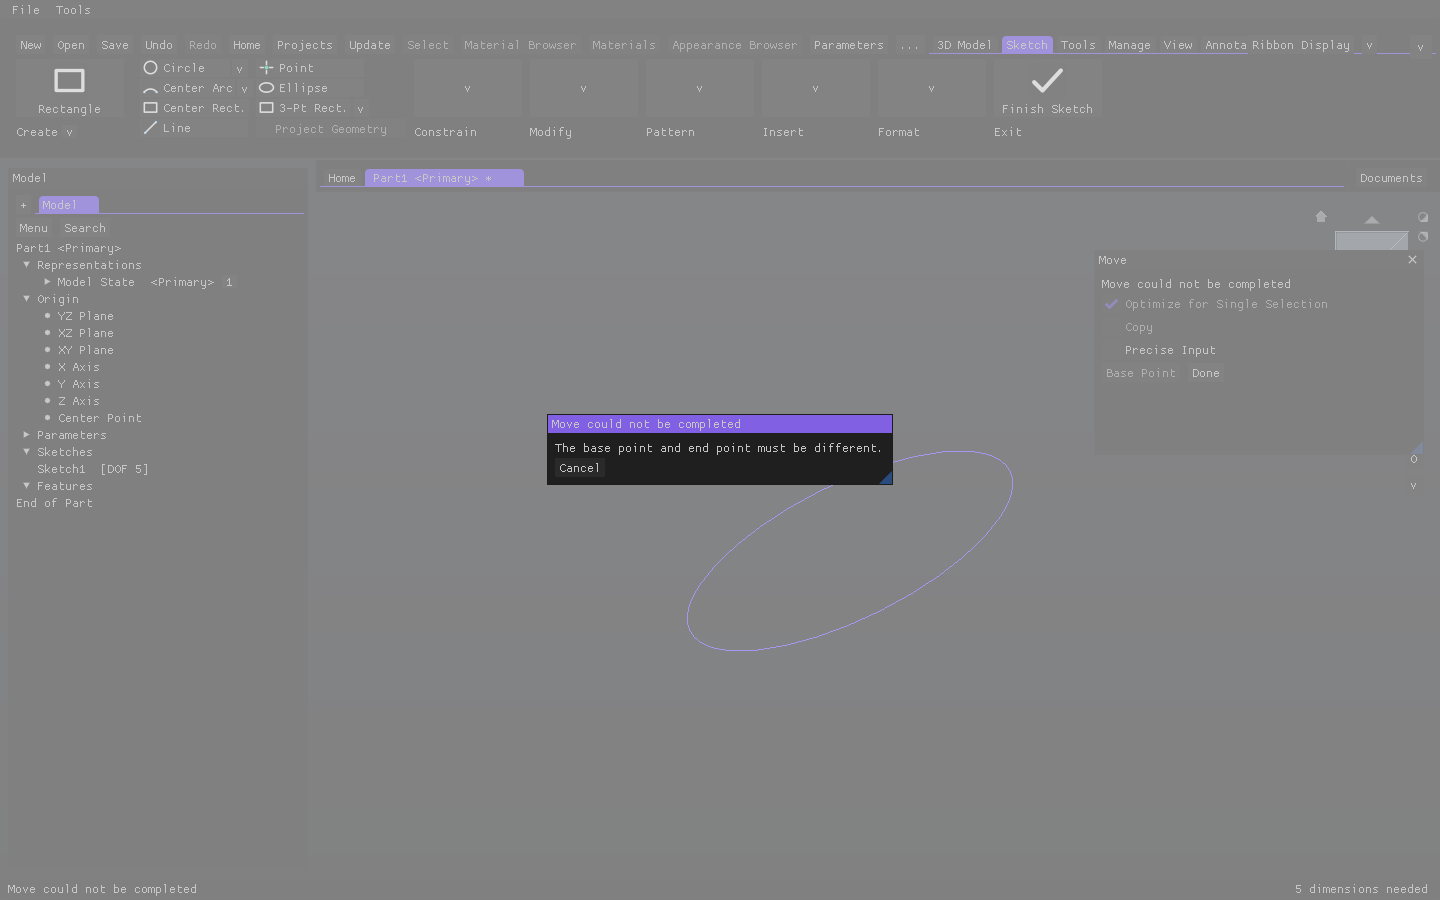 File Tools
New Open Save Undo Redo Home Projects Update Select Material Browser Materials Appearance Browser Parameters ... 3D Model Sketch Tools Manage View Annota Ribbon Display v v
Rectangle
Create v
Circle v
Center Arc v
Center Rect.
Line
Point
Ellipse
3-Pt Rect. v
Project Geometry
v
Constrain
v
Modify
v
Pattern
v
Insert
v
Format
Finish Sketch
Exit
Model
+ Model
Menu Search
Part1 <Primary>
Representations
Model State <Primary> 1
Origin
YZ Plane
XZ Plane
XY Plane
X Axis
Y Axis
Z Axis
Center Point
Parameters
Sketches
Sketch1 [DOF 5]
Features
End of Part
Home Part1 <Primary> * Documents
Move
Move could not be completed
Optimize for Single Selection
Copy
Precise Input
Base Point Done
O
v
Move could not be completed
The base point and end point must be different.
Cancel
Move could not be completed
5 dimensions needed